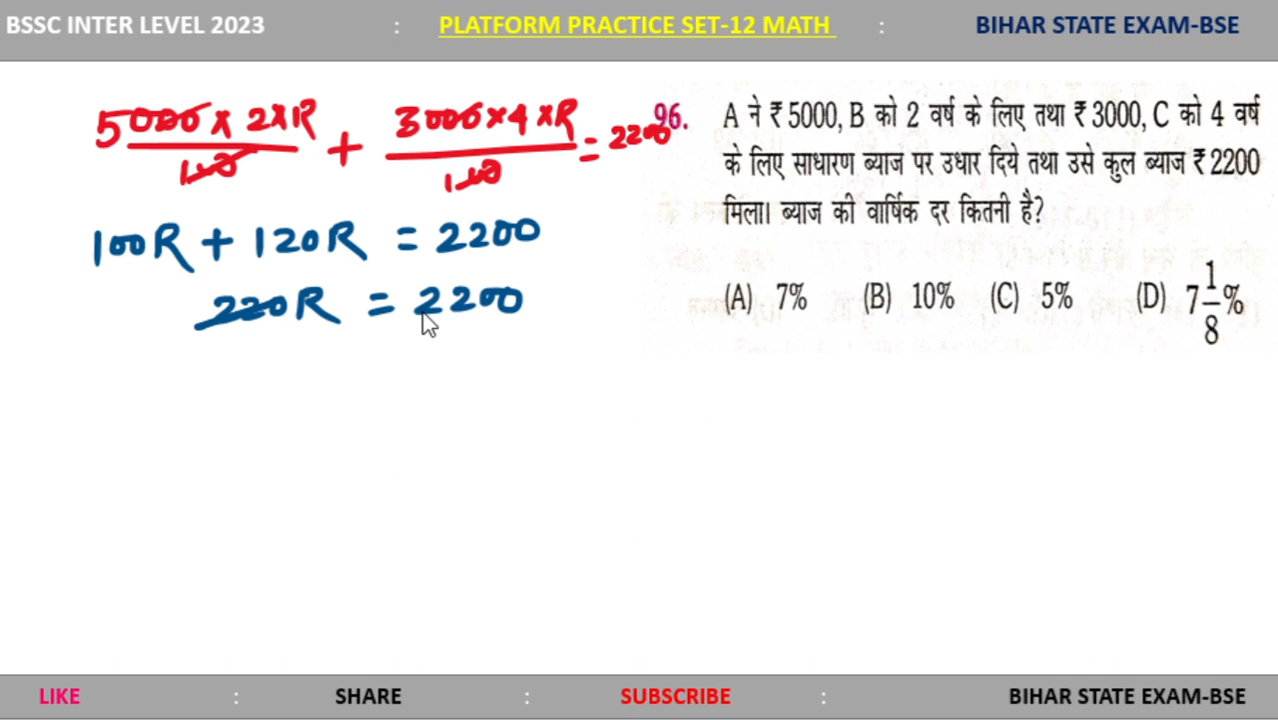 BSSC INTER LEVEL 2023 : PLATFORM PRACTICE SET-12 MATH : BIHAR STATE EXAM-BSE
5000 × 2 × R / 100 + 3000 × 4 × R / 100 = 2200
100R + 120R = 2200
220R = 2200
96. A ने ₹ 5000, B को 2 वर्ष के लिए तथा ₹ 3000, C को 4 वर्ष
के लिए साधारण ब्याज पर उधार दिये तथा उसे कुल ब्याज ₹ 2200
मिला। ब्याज की वार्षिक दर कितनी है?
(A) 7% (B) 10% (C) 5% (D) 7 1/8 %
LIKE : SHARE : SUBSCRIBE : BIHAR STATE EXAM-BSE